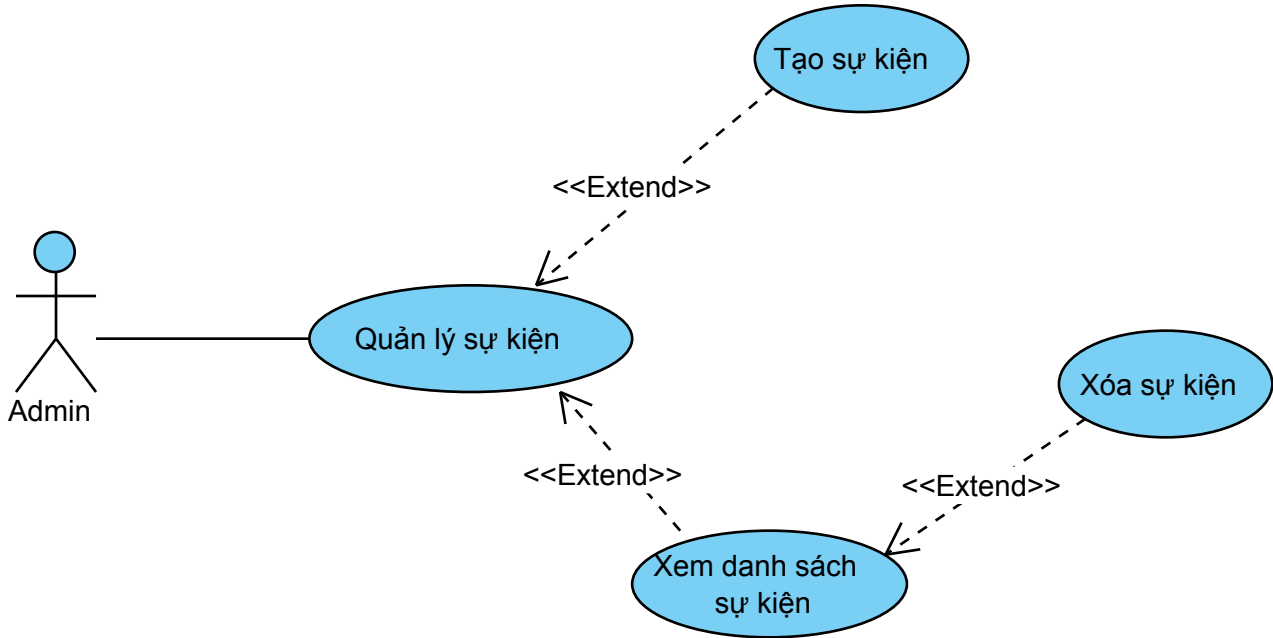 Tạo sự kiện
<<Extend>>
Quản lý sự kiện
Admin
Xóa sự kiện
<<Extend>>
<<Extend>>
Xem danh sách
sự kiện